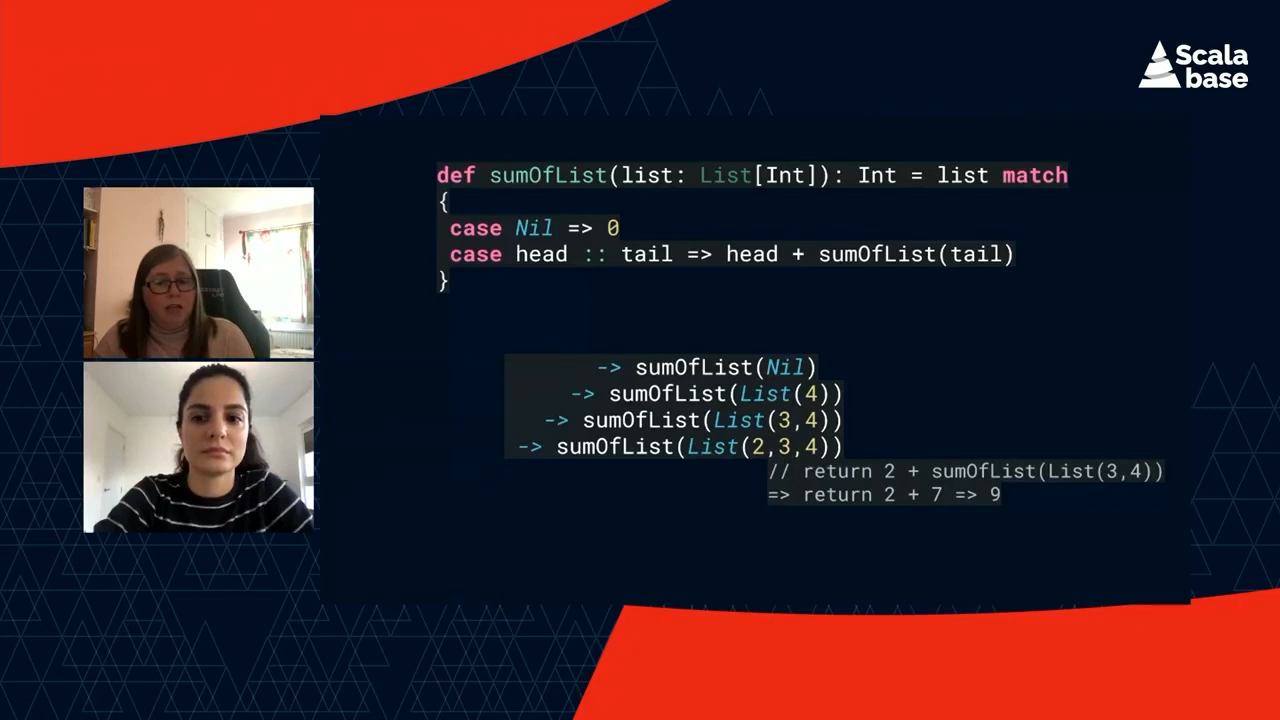 Scala
base
def sumOfList(list: List[Int]): Int = list match
{
case Nil => 0
case head :: tail => head + sumOfList(tail)
}
-> sumOfList(Nil)
-> sumOfList(List(4))
-> sumOfList(List(3,4))
-> sumOfList(List(2,3,4))
// return 2 + sumOfList(List(3,4))
=> return 2 + 7 => 9